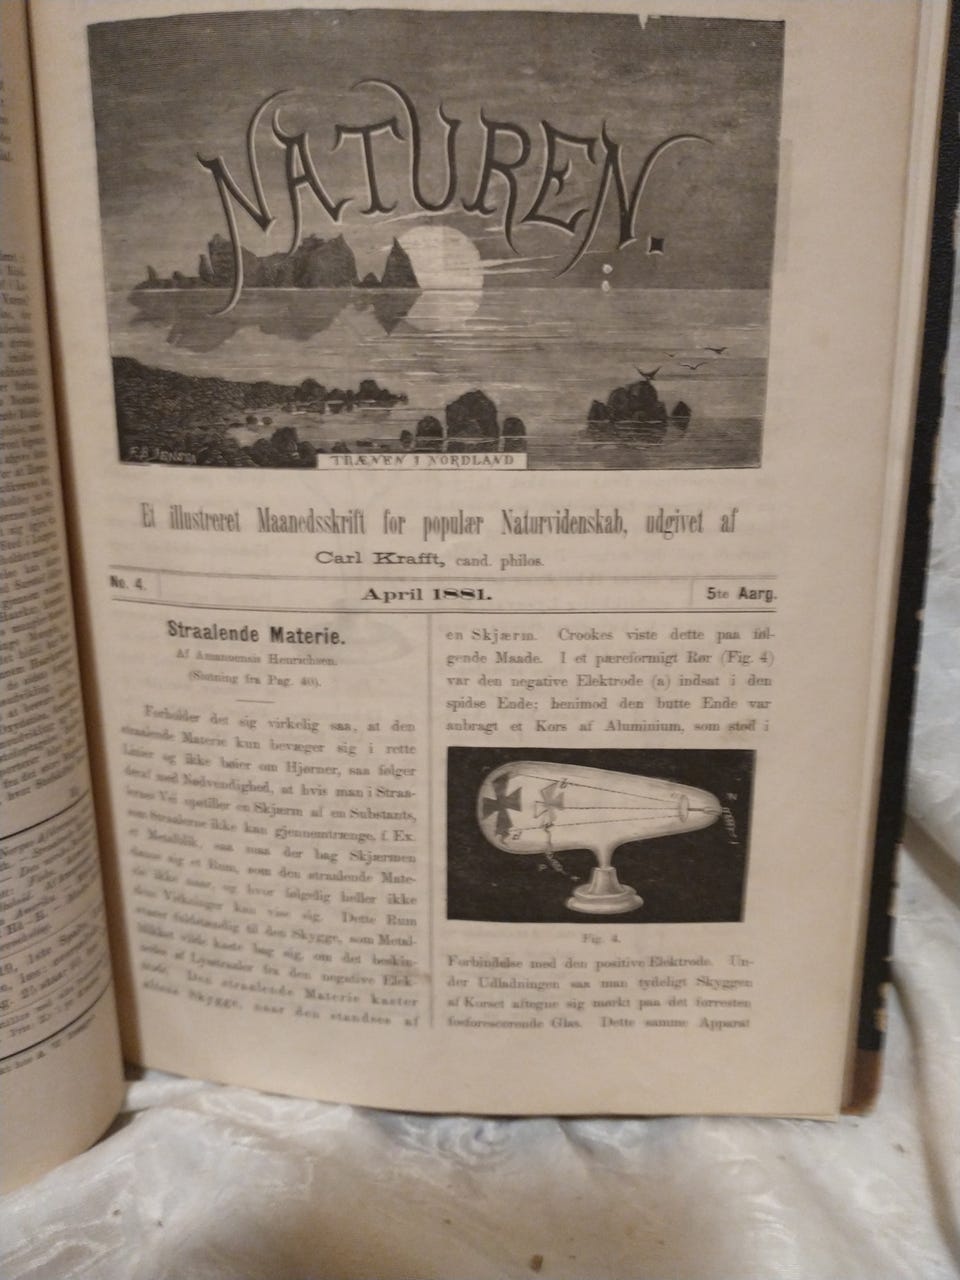 NATUREN.
F.B. JENSEN
TRÆNEN I NORDLAND
Et illustreret Maanedsskrift for populær Naturvidenskab, udgivet af
Carl Krafft, cand. philos.
No. 4.
April 1881.
5te Aarg.
Straalende Materie.
Af Amanuensis Henrichsen.
(Slutning fra Pag. 40).
Forholder det sig virkelig saa, at den
straalende Materie kun bevæger sig i rette
Linier og ikke bøier om Hjørner, saa følger
deraf med Nødvendighed, at hvis man i Straa-
lernes Vei opstiller en Skjærm af en Substants,
som Straalerne ikke kan gjennemtrænge, f. Ex.
et Metalblik, saa maa der bag Skjærmen
danne sig et Rum, som den straalende Mate-
rie ikke naar, og hvor følgelig heller ikke
dens Virkninger kan vise sig. Dette Rum
svarer fuldstændig til den Skygge, som Metal-
blikket vilde kaste bag sig, om det beskin-
nedes af Lysstraaler fra den negative Elek-
trode. Den straalende Materie kaster
altsaa Skygge, naar den standses af
en Skjærm. Crookes viste dette paa føl-
gende Maade. I et pæreformigt Rør (Fig. 4)
var den negative Elektrode (a) indsat i den
spidse Ende; henimod den butte Ende var
anbragt et Kors af Aluminium, som stod i
Fig. 4.
Forbindelse med den positive Elektrode. Un-
der Udladningen saa man tydeligt Skyggen
af Korset aftegne sig mørkt paa det forresten
fosforescerende Glas. Dette samme Apparat